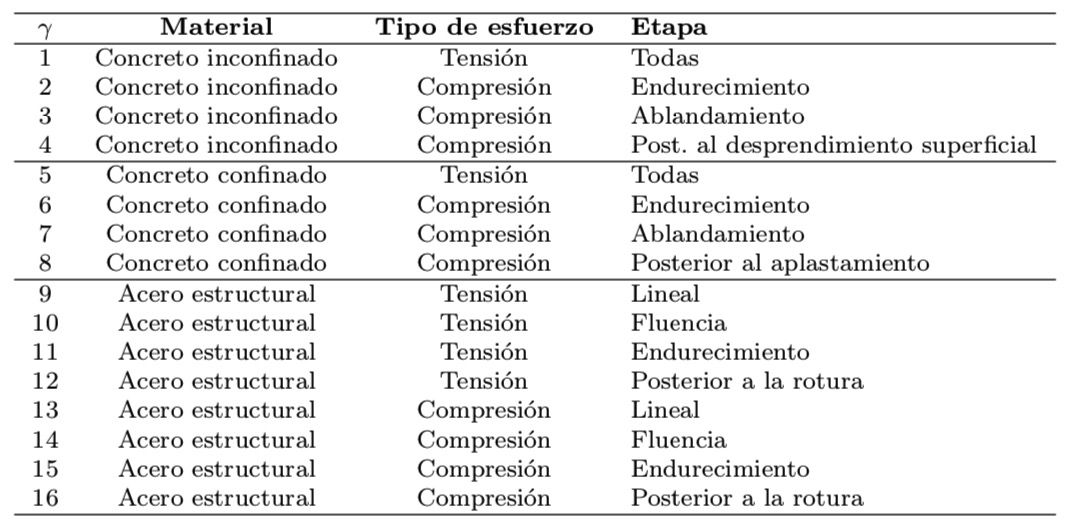 γ Material Tipo de esfuerzo Etapa
1 Concreto inconfinado Tensión Todas
2 Concreto inconfinado Compresión Endurecimiento
3 Concreto inconfinado Compresión Ablandamiento
4 Concreto inconfinado Compresión Post. al desprendimiento superficial
5 Concreto confinado Tensión Todas
6 Concreto confinado Compresión Endurecimiento
7 Concreto confinado Compresión Ablandamiento
8 Concreto confinado Compresión Posterior al aplastamiento
9 Acero estructural Tensión Lineal
10 Acero estructural Tensión Fluencia
11 Acero estructural Tensión Endurecimiento
12 Acero estructural Tensión Posterior a la rotura
13 Acero estructural Compresión Lineal
14 Acero estructural Compresión Fluencia
15 Acero estructural Compresión Endurecimiento
16 Acero estructural Compresión Posterior a la rotura